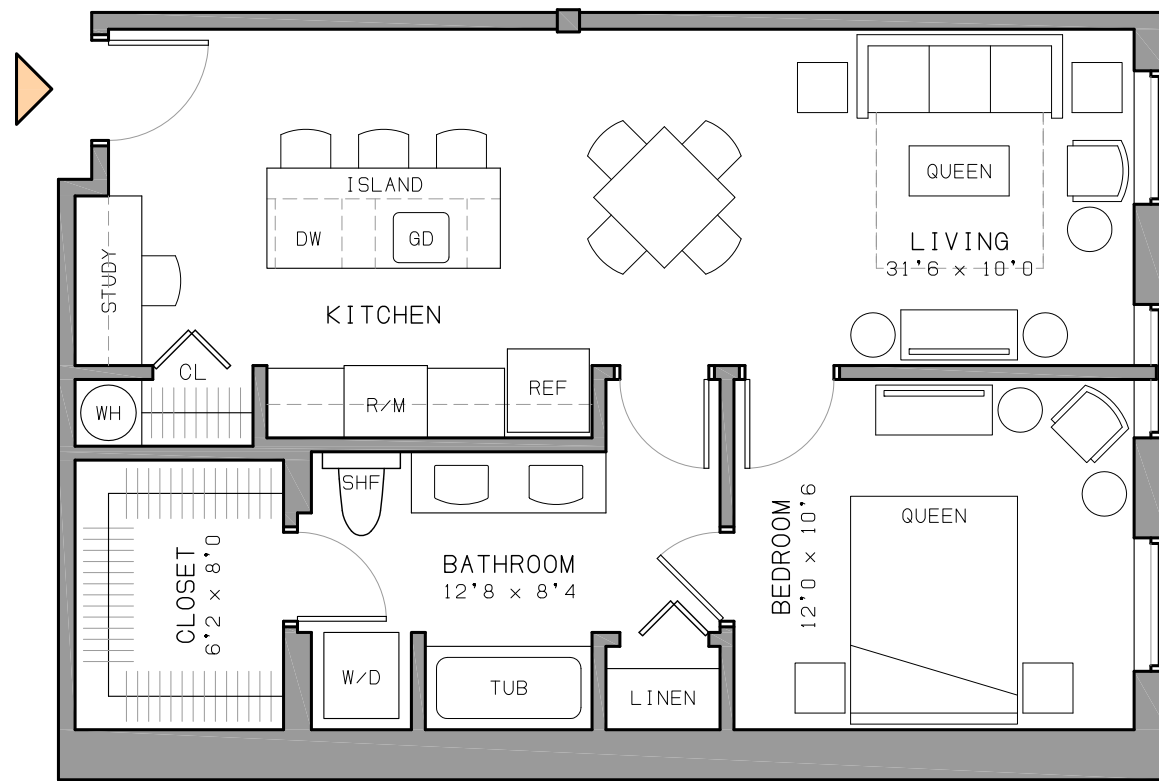 ISLAND
QUEEN
DW
GD
LIVING
31'6 x 10'0
STUDY
KITCHEN
CL
REF
R/M
WH
SHF
QUEEN
BATHROOM
12'8 x 8'4
BEDROOM
12'0 x 10'6
CLOSET
6'2 x 8'0
W/D
TUB
LINEN